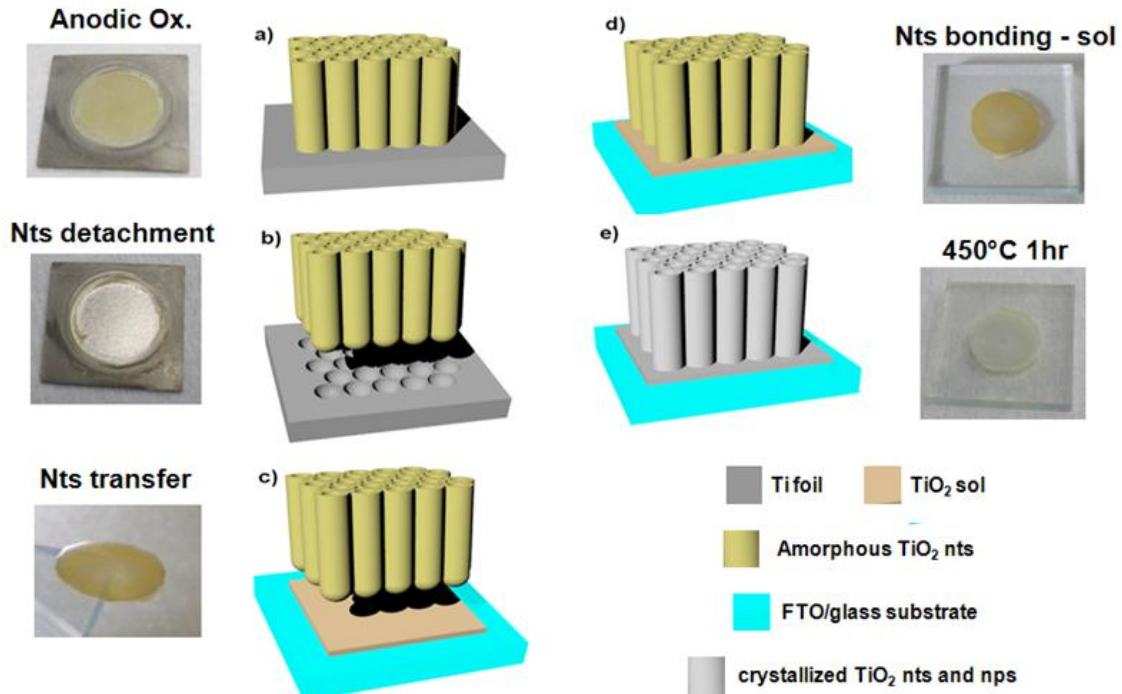 Anodic Ox.
a)
Nts detachment
b)
Nts transfer
c)
d)
Nts bonding - sol
e)
450°C 1hr
Ti foil
TiO₂ sol
Amorphous TiO₂ nts
FTO/glass substrate
crystallized TiO₂ nts and nps